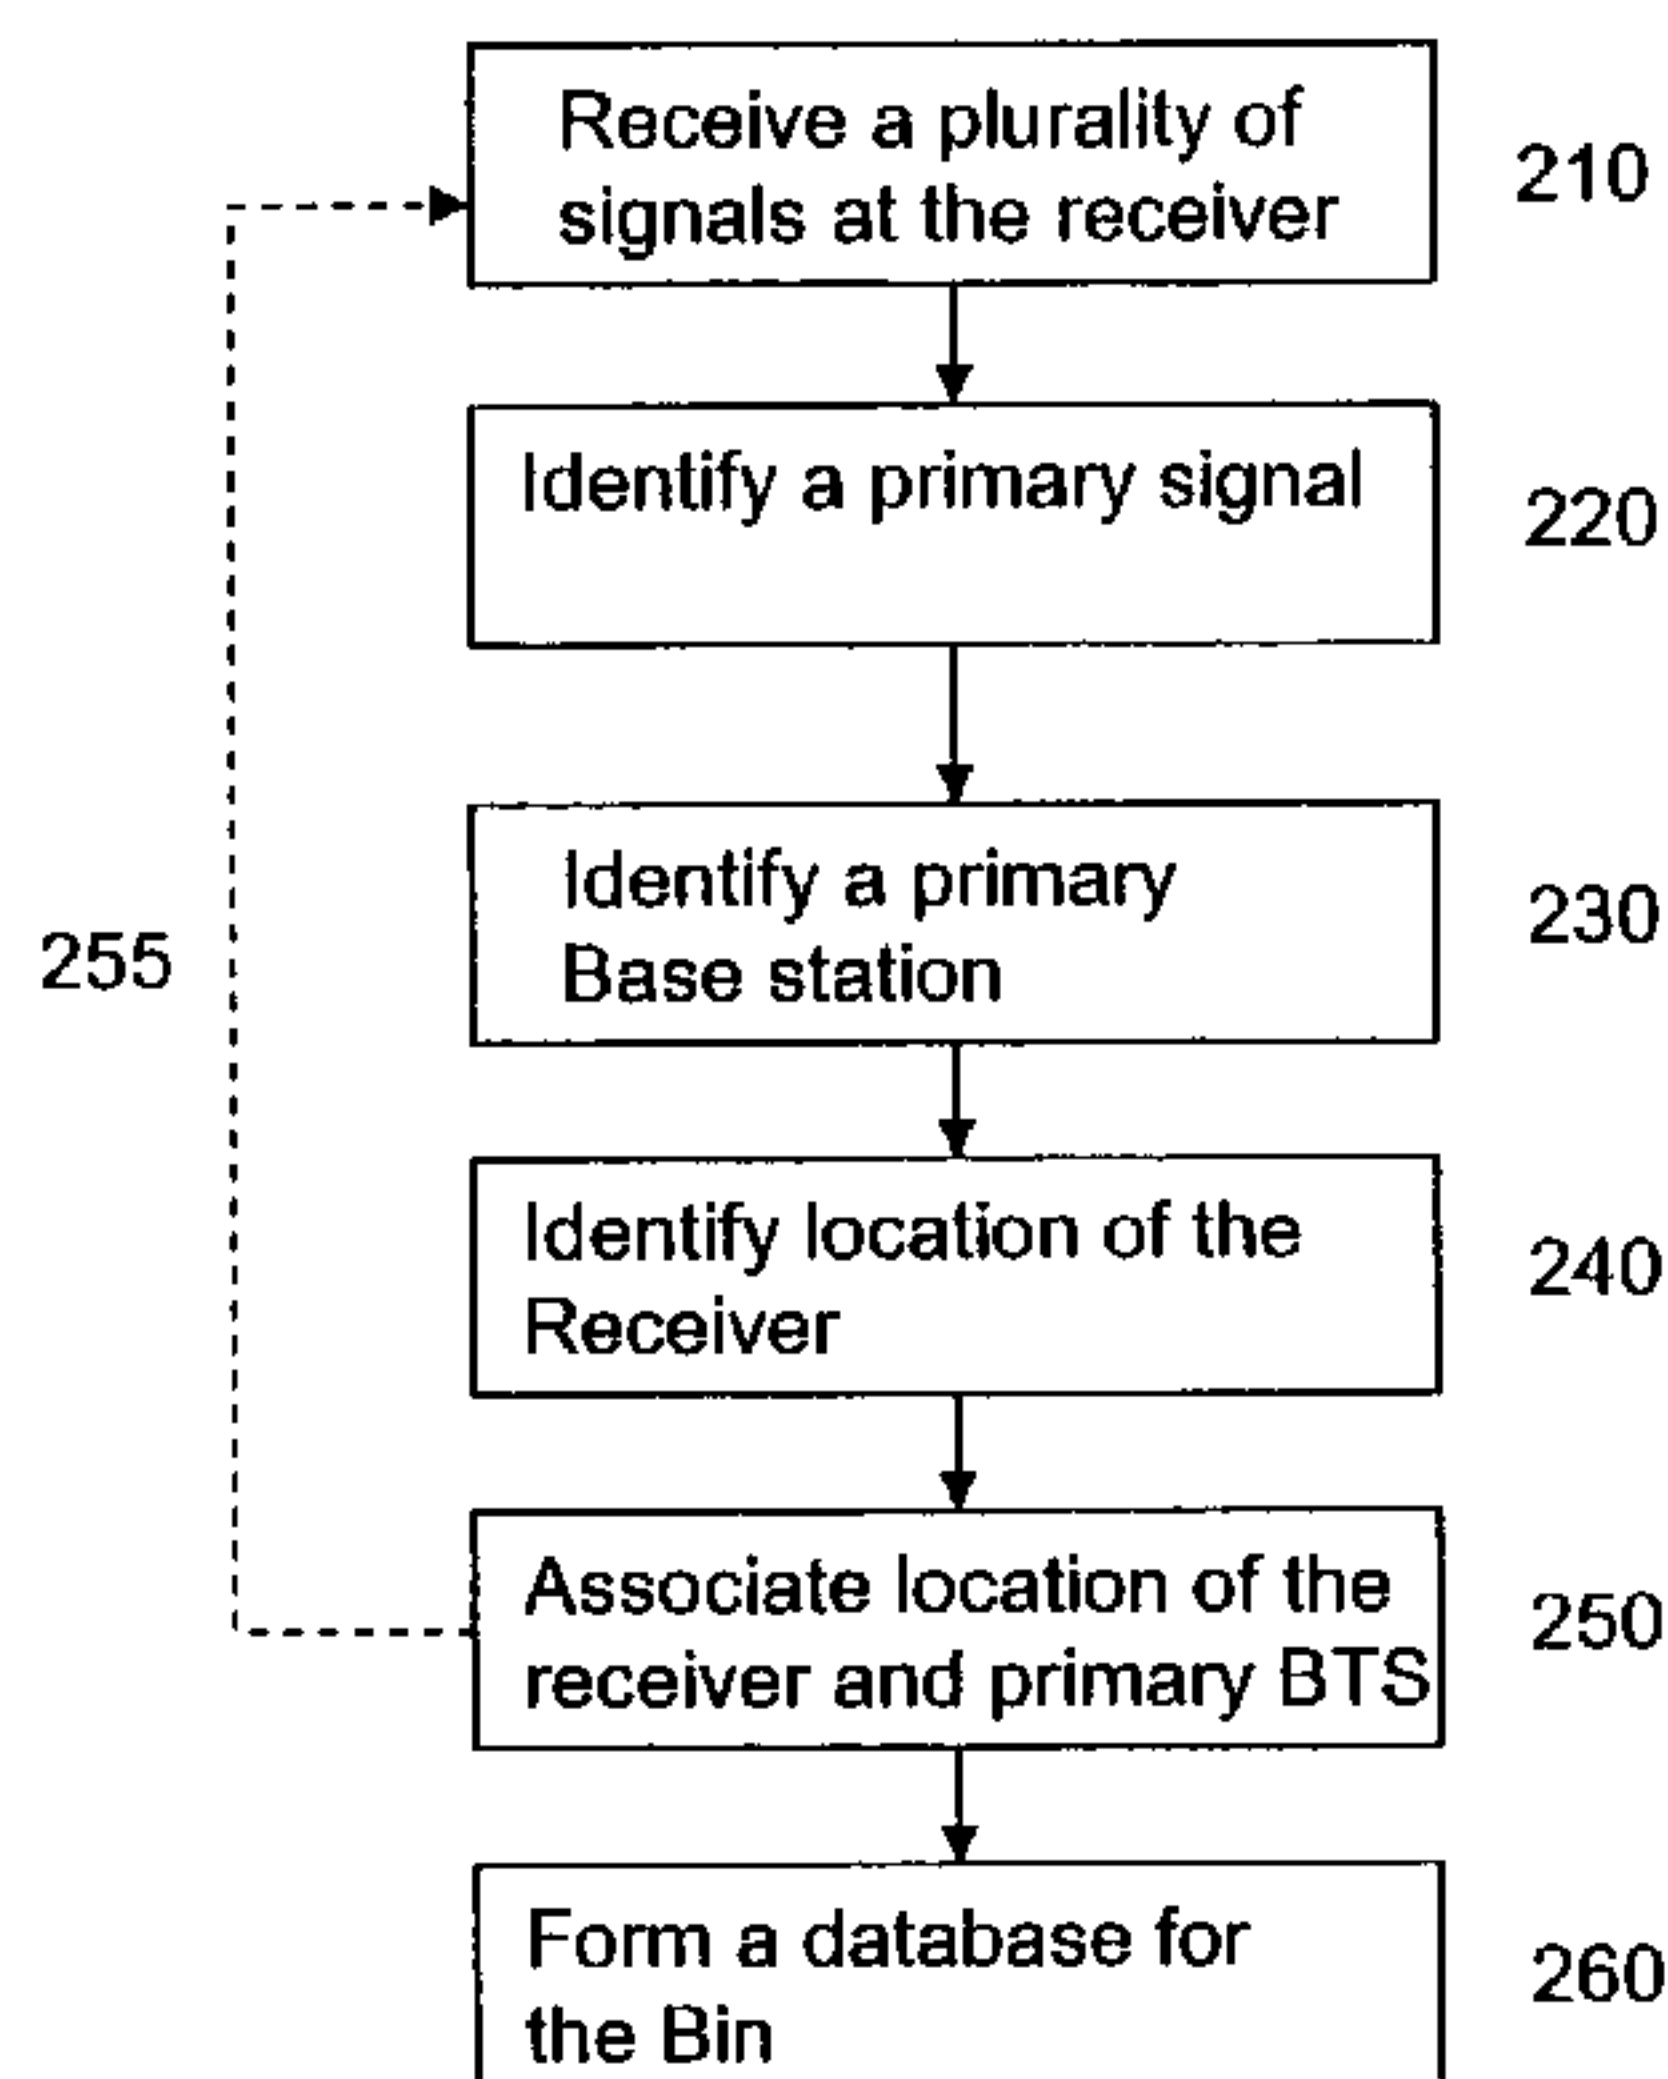 Receive a plurality of
signals at the receiver
210
Identify a primary signal
220
Identify a primary
Base station
230
255
Identify location of the
Receiver
240
Associate location of the
receiver and primary BTS
250
Form a database for
the Bin
260